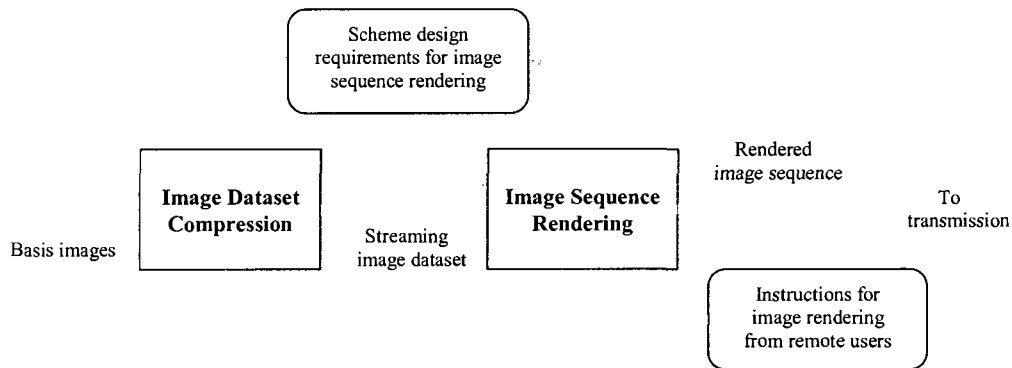 Scheme design
requirements for image
sequence rendering
Basis images
Image Dataset
Compression
Streaming
image dataset
Image Sequence
Rendering
Rendered
image sequence
To
transmission
Instructions for
image rendering
from remote users